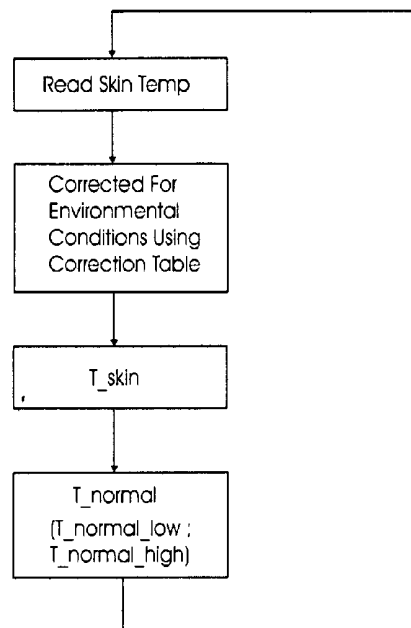 Read Skin Temp
Corrected For
Environmental
Conditions Using
Correction Table
T_skin
T_normal
(T_normal_low ;
T_normal_high)